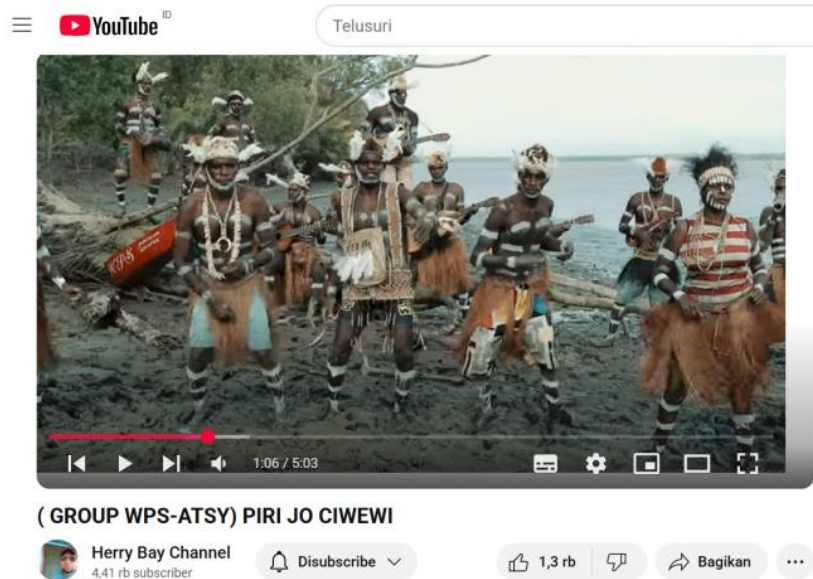 YouTube ID
Telusuri
WPS
1:06 / 5:03
( GROUP WPS-ATSY) PIRI JO CIWEWI
Herry Bay Channel
4,41 rb subscriber
Disubscribe
1,3 rb
Bagikan